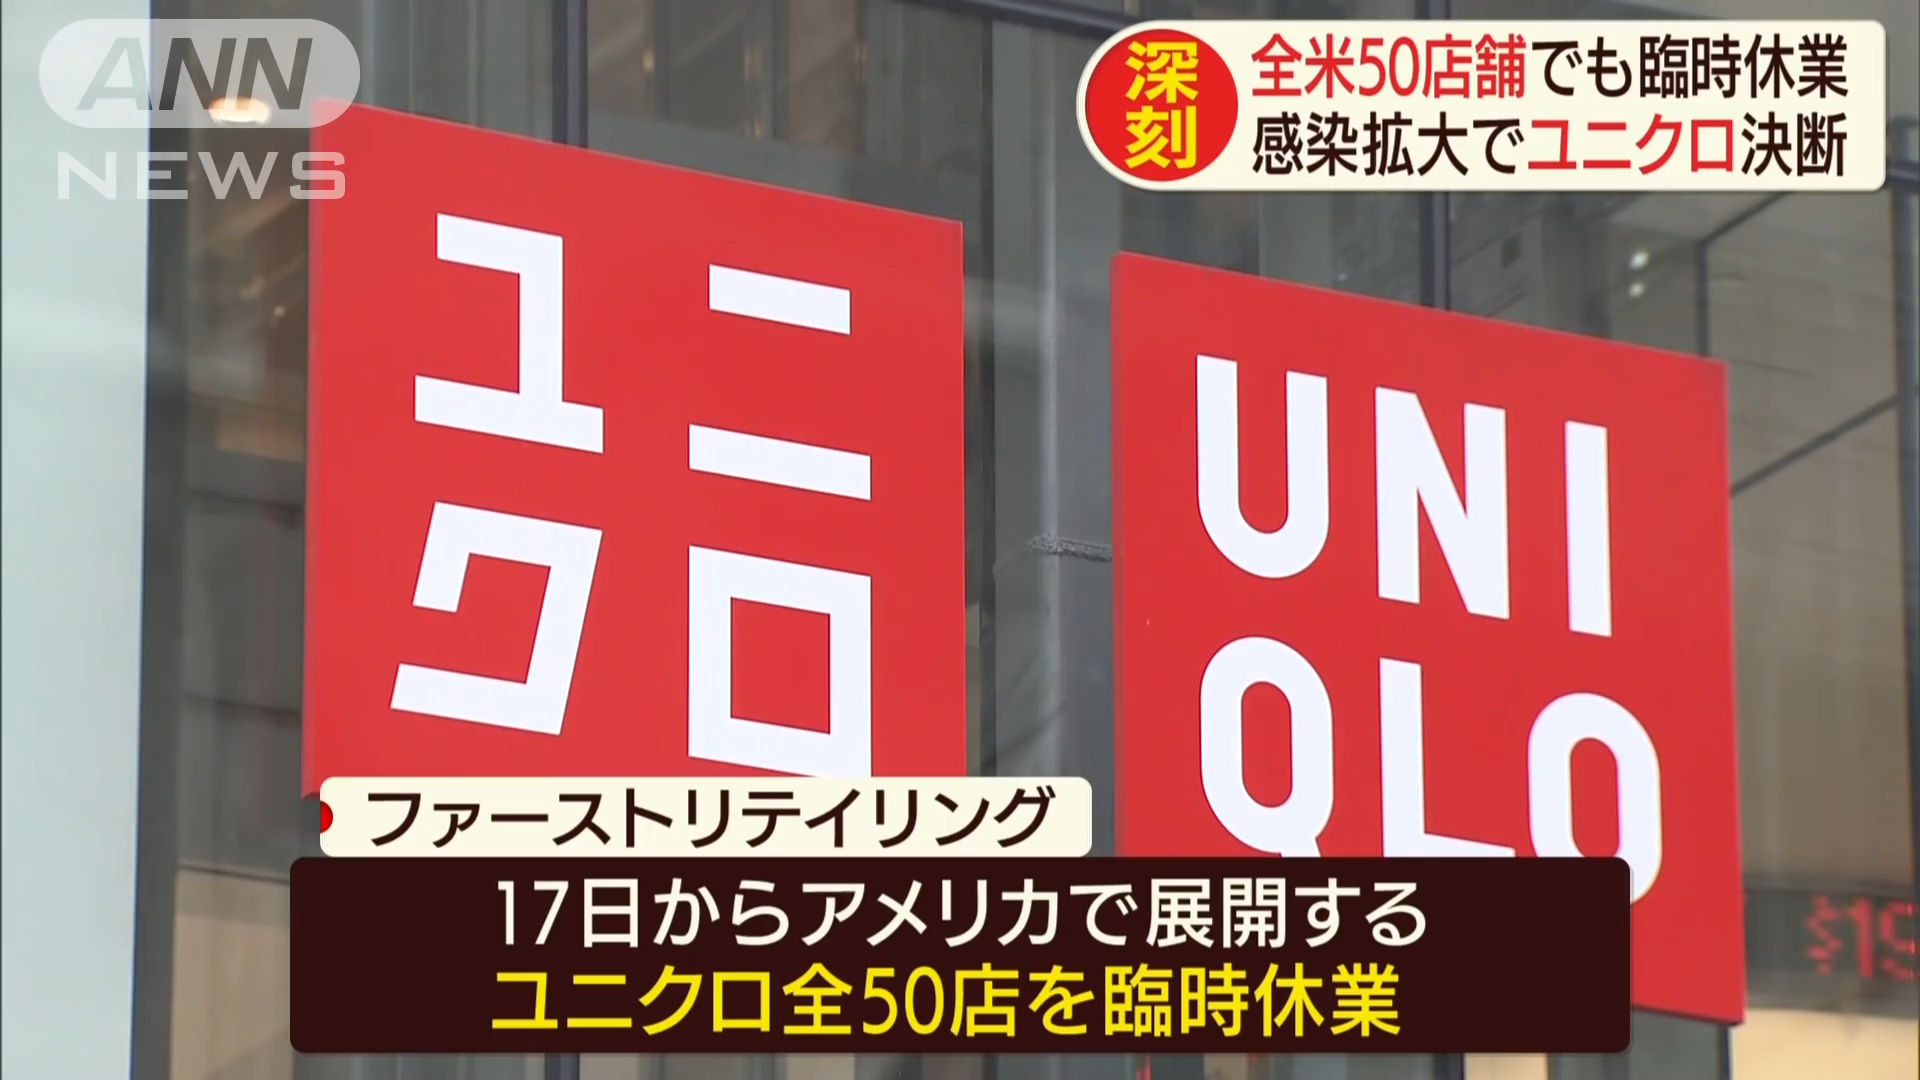 ANN
NEWS
深刻
全米50店舗でも臨時休業
感染拡大でユニクロ決断
ユニ
クロ
UNI
QLO
ファーストリテイリング
17日からアメリカで展開する
ユニクロ全50店を臨時休業